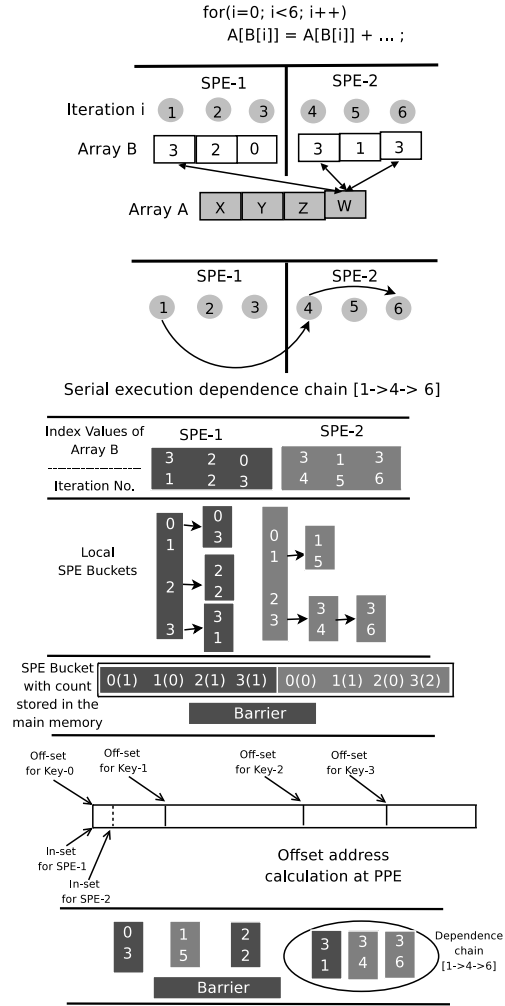 for(i=0; i<6; i++)
A[B[i]] = A[B[i]] + ... ;
SPE-1 SPE-2
Iteration i 1 2 3 4 5 6
Array B 3 2 0 3 1 3
Array A X Y Z W
SPE-1 SPE-2
1 2 3 4 5 6
Serial execution dependence chain [1->4-> 6]
Index Values of
Array B
Iteration No.
SPE-1 SPE-2
3 2 0 3 1 3
1 2 3 4 5 6
Local
SPE Buckets
0 1 2 3
0 3
2 2
3 1
0 1 2 3
1 5
3 4
3 6
SPE Bucket
with count
stored in the
main memory
0(1) 1(0) 2(1) 3(1) 0(0) 1(1) 2(0) 3(2)
Barrier
Off-set
for Key-0
Off-set
for Key-1
Off-set
for Key-2
Off-set
for Key-3
In-set
for SPE-1
In-set
for SPE-2
Offset address
calculation at PPE
0 1 2 3 3 3
3 5 2 1 4 6
Dependence
chain
[1->4->6]
Barrier